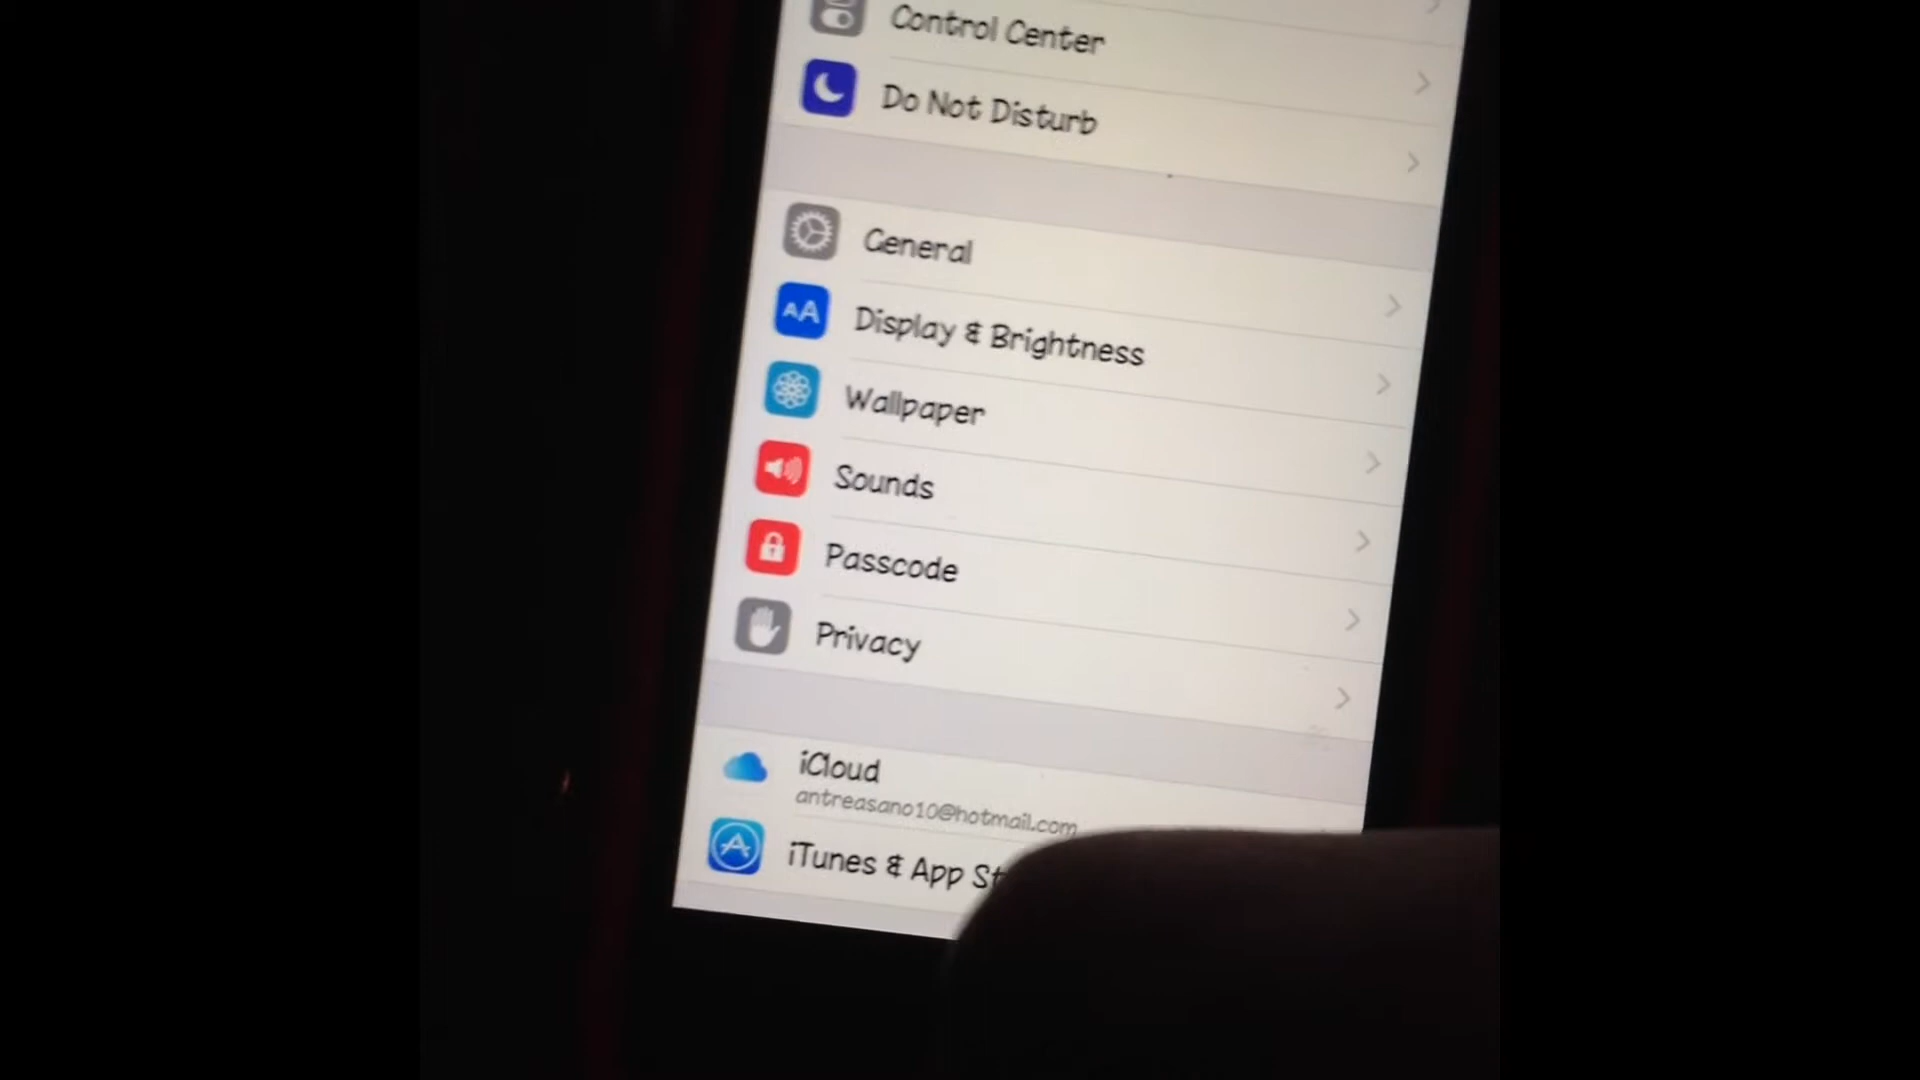 Control Center
Do Not Disturb
General
AA
Display & Brightness
Wallpaper
Sounds
Passcode
Privacy
iCloud
antreasano10@hotmail.com
iTunes & App St